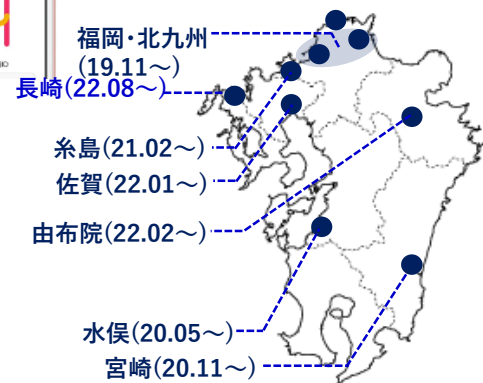 福岡・北九州
(19.11～)
長崎(22.08～)
糸島(21.02～)
佐賀(22.01～)
由布院(22.02～)
水俣(20.05～)
宮崎(20.11～)